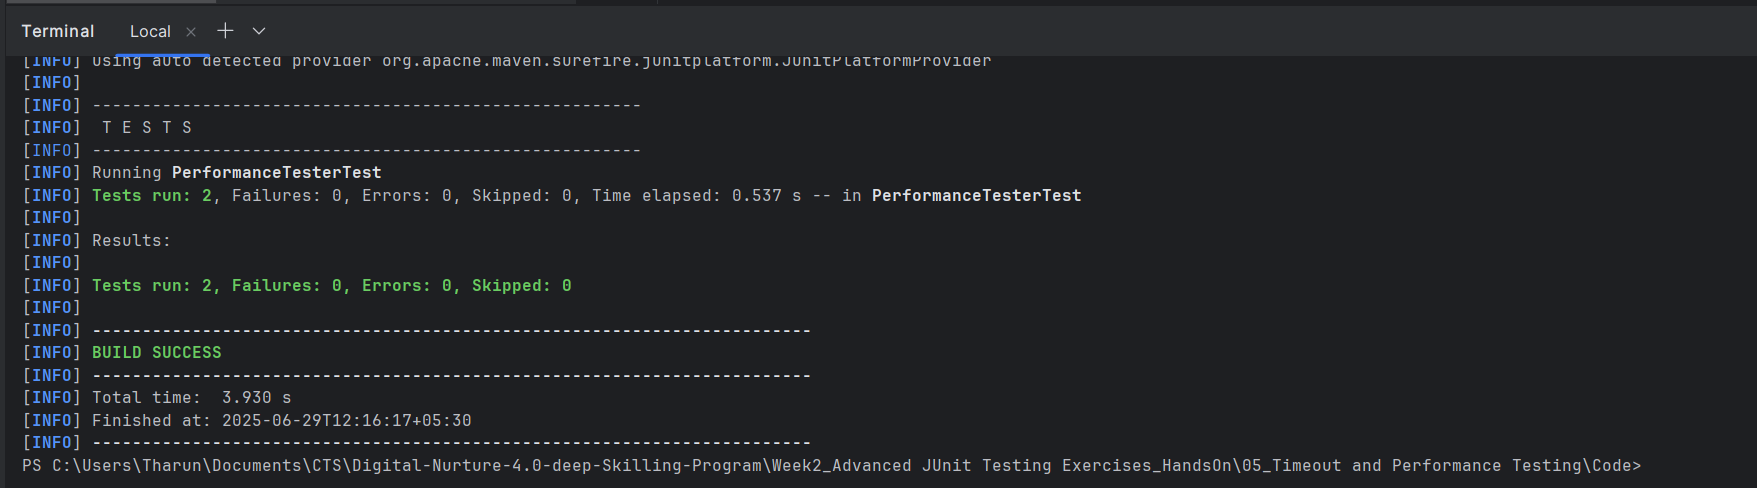 Terminal Local × + ∨
[INFO] Using auto detected provider org.apache.maven.surefire.junitplatform.JUnitPlatformProvider
[INFO]
[INFO] -------------------------------------------------------
[INFO]  T E S T S
[INFO] -------------------------------------------------------
[INFO] Running PerformanceTesterTest
[INFO] Tests run: 2, Failures: 0, Errors: 0, Skipped: 0, Time elapsed: 0.537 s -- in PerformanceTesterTest
[INFO]
[INFO] Results:
[INFO]
[INFO] Tests run: 2, Failures: 0, Errors: 0, Skipped: 0
[INFO]
[INFO] ------------------------------------------------------------------------
[INFO] BUILD SUCCESS
[INFO] ------------------------------------------------------------------------
[INFO] Total time:  3.930 s
[INFO] Finished at: 2025-06-29T12:16:17+05:30
[INFO] ------------------------------------------------------------------------
PS C:\Users\Tharun\Documents\CTS\Digital-Nurture-4.0-deep-Skilling-Program\Week2_Advanced JUnit Testing Exercises_HandsOn\05_Timeout and Performance Testing\Code>